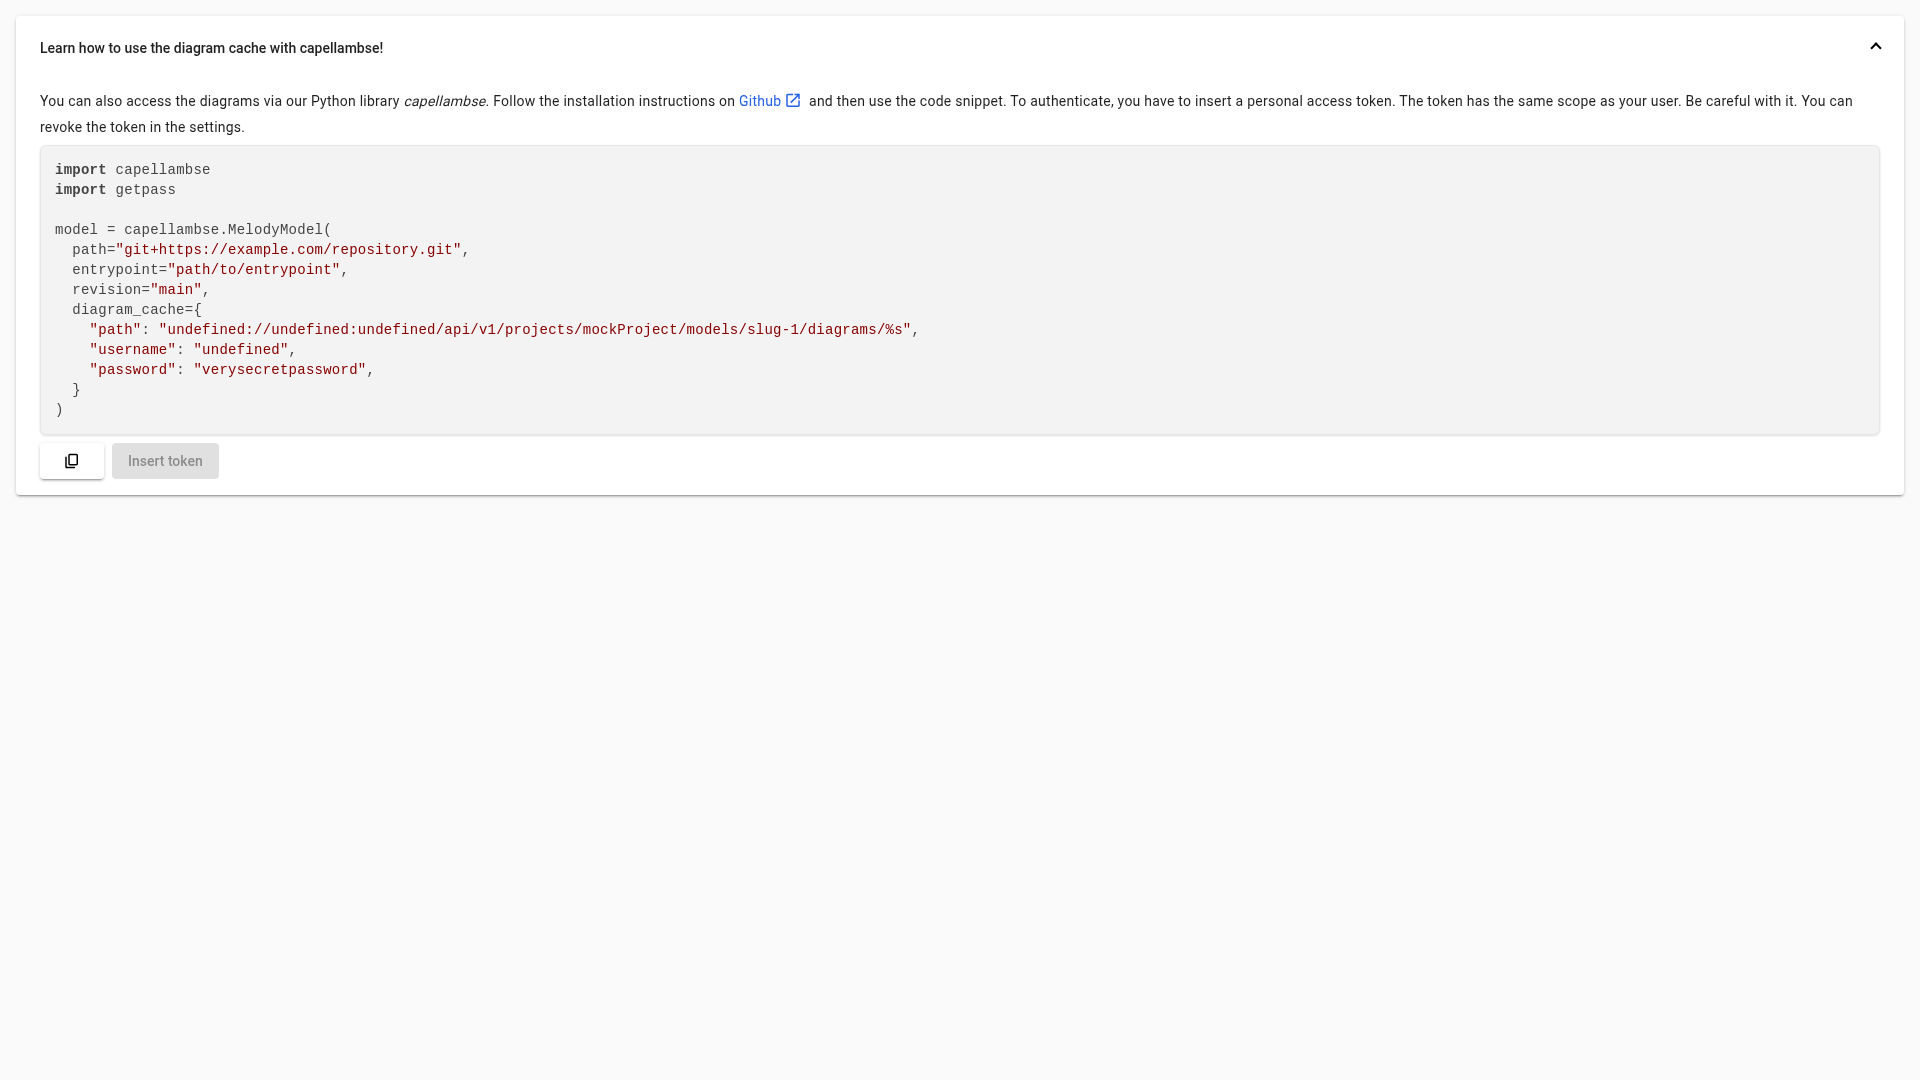 Learn how to use the diagram cache with capellambse!
You can also access the diagrams via our Python library capellambse. Follow the installation instructions on Github and then use the code snippet. To authenticate, you have to insert a personal access token. The token has the same scope as your user. Be careful with it. You can
revoke the token in the settings.
import capellambse
import getpass

model = capellambse.MelodyModel(
  path="git+https://example.com/repository.git",
  entrypoint="path/to/entrypoint",
  revision="main",
  diagram_cache={
    "path": "undefined://undefined:undefined/api/v1/projects/mockProject/models/slug-1/diagrams/%s",
    "username": "undefined",
    "password": "verysecretpassword",
  }
)
Insert token